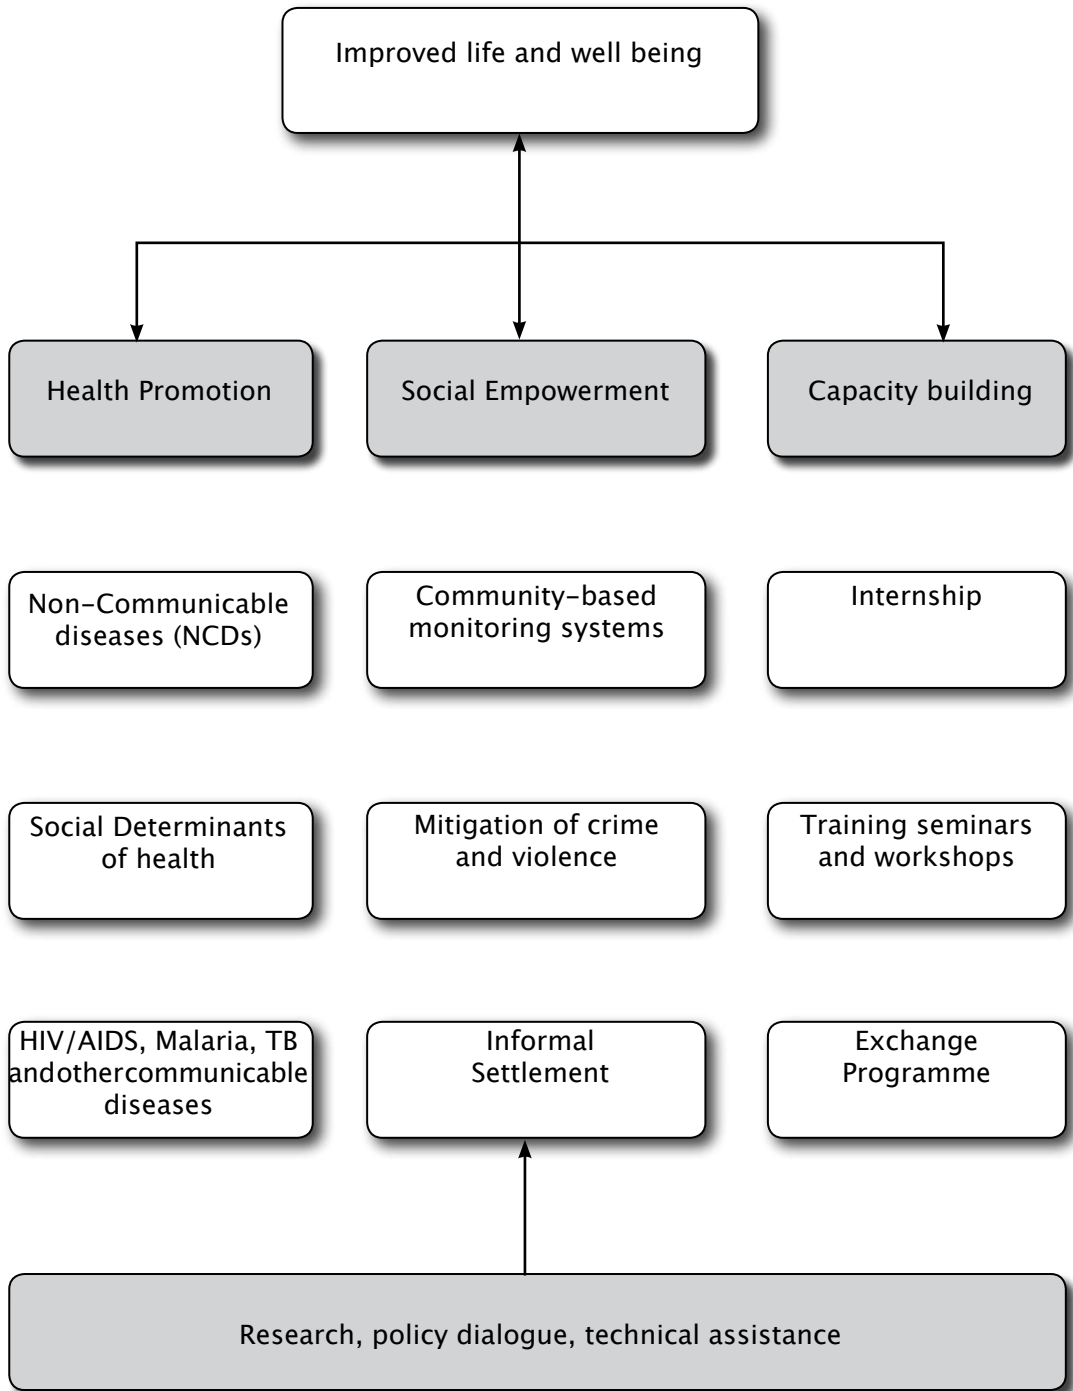 Improved life and well being
Health Promotion
Social Empowerment
Capacity building
Non-Communicable
diseases (NCDs)
Community-based
monitoring systems
Internship
Social Determinants
of health
Mitigation of crime
and violence
Training seminars
and workshops
HIV/AIDS, Malaria, TB
andothercommunicable
diseases
Informal
Settlement
Exchange
Programme
Research, policy dialogue, technical assistance